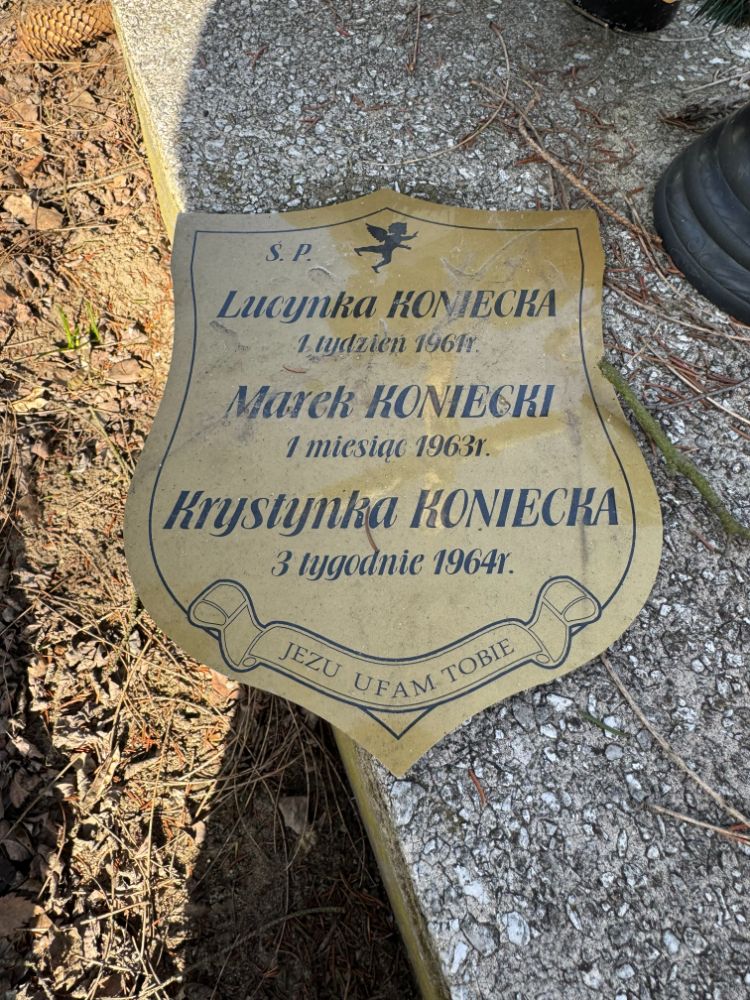 Ś. P.
Lucynka KONIECKA
1 tydzień 1961r.
Marek KONIECKI
1 miesiąc 1963r.
Krystynka KONIECKA
3 tygodnie 1964r.
JEZU UFAM TOBIE